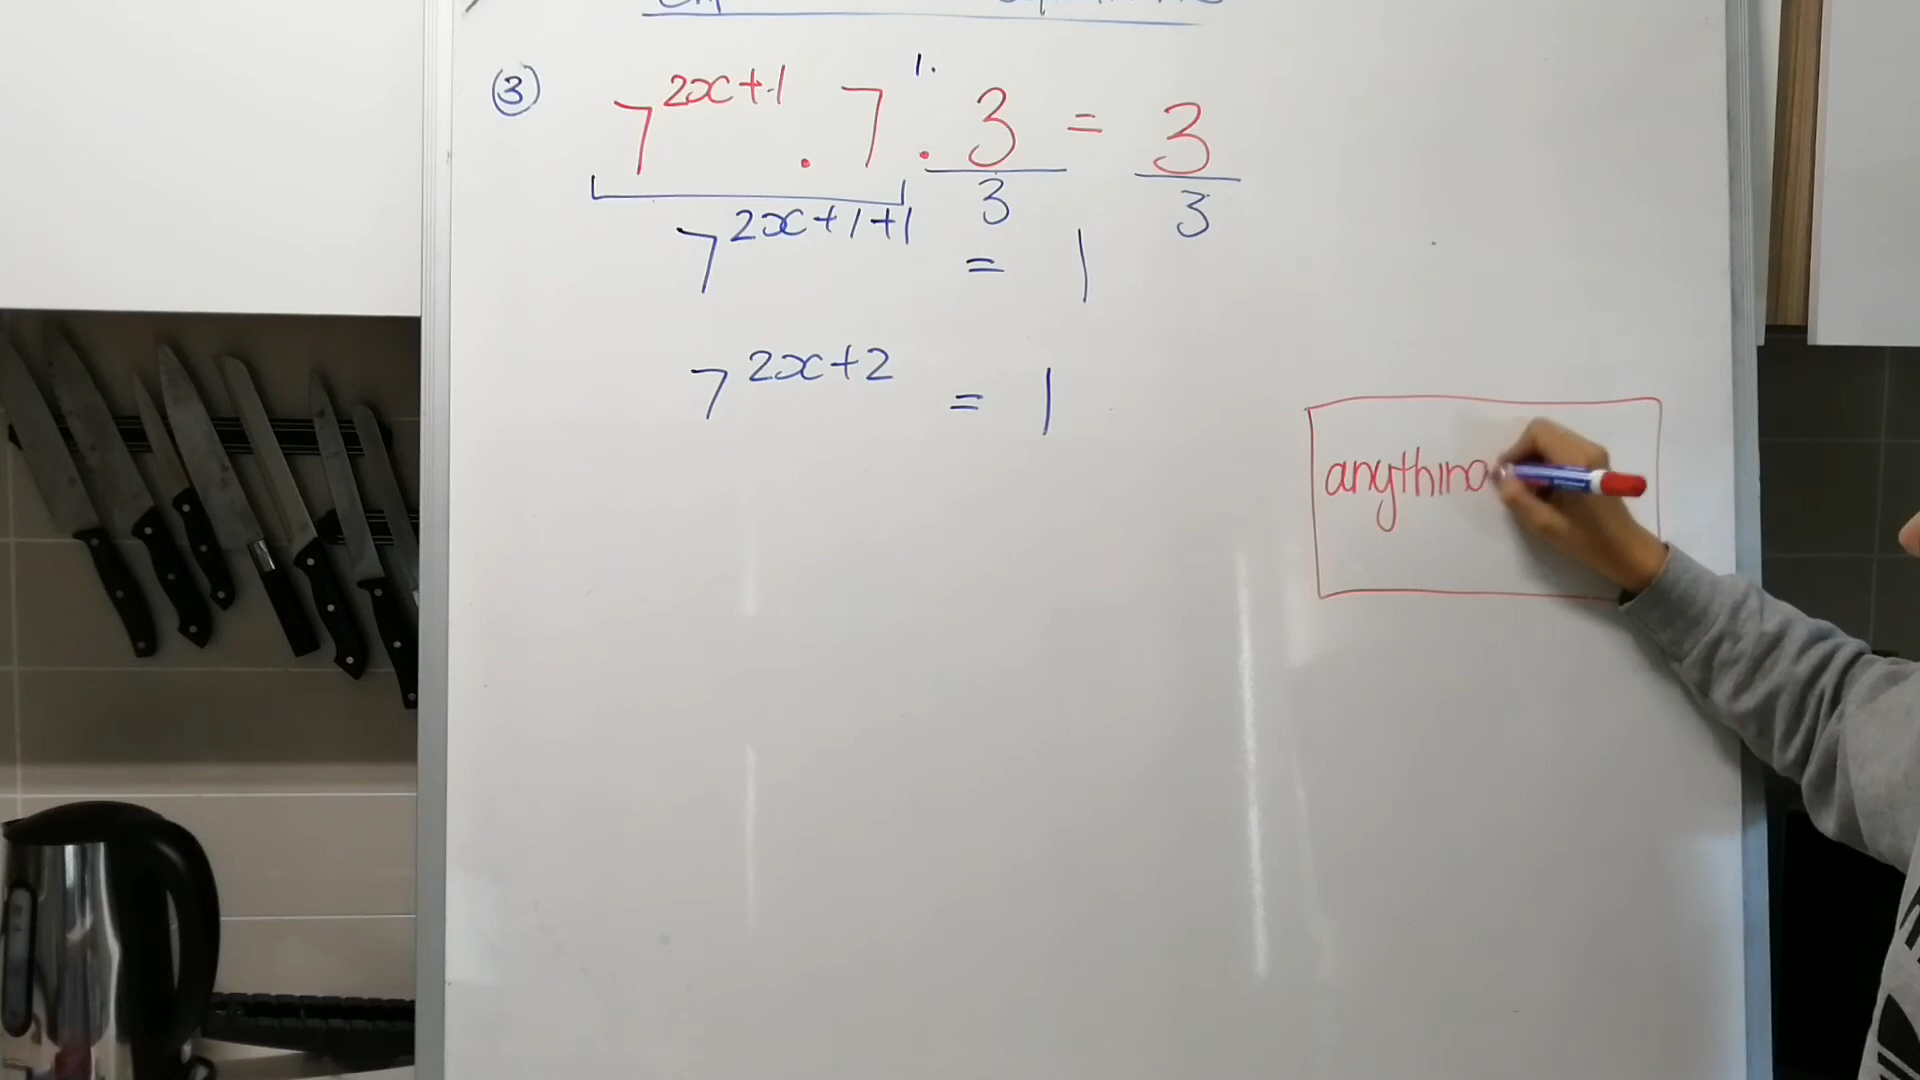 ③ 7^{2x+1} . 7^{1} . 3/3 = 3/3
7^{2x+1+1} = 1
7^{2x+2} = 1
anything